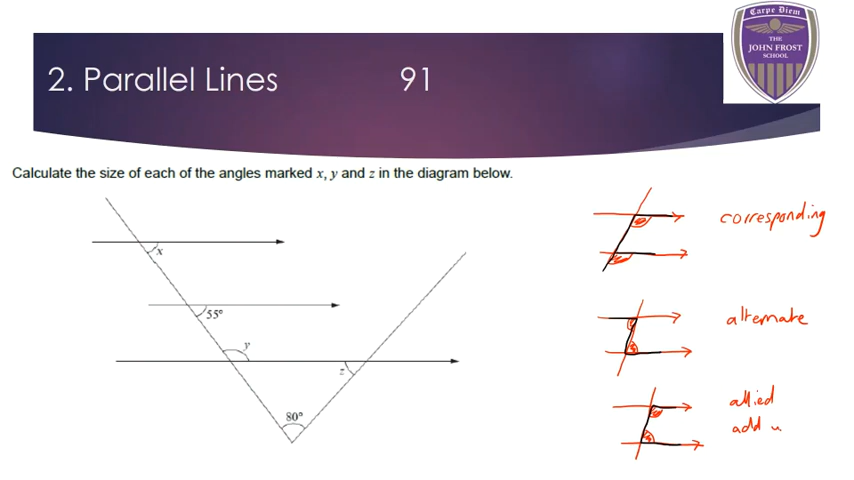 Carpe Diem
THE
JOHN FROST
SCHOOL
2. Parallel Lines 91
Calculate the size of each of the angles marked x, y and z in the diagram below.
corresponding
x
55°
alternate
y
z
allied
80°
add u